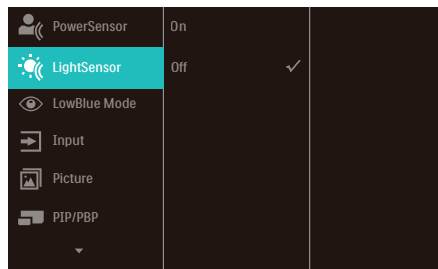 PowerSensor
On
LightSensor
Off
LowBlue Mode
Input
Picture
PIP/PBP